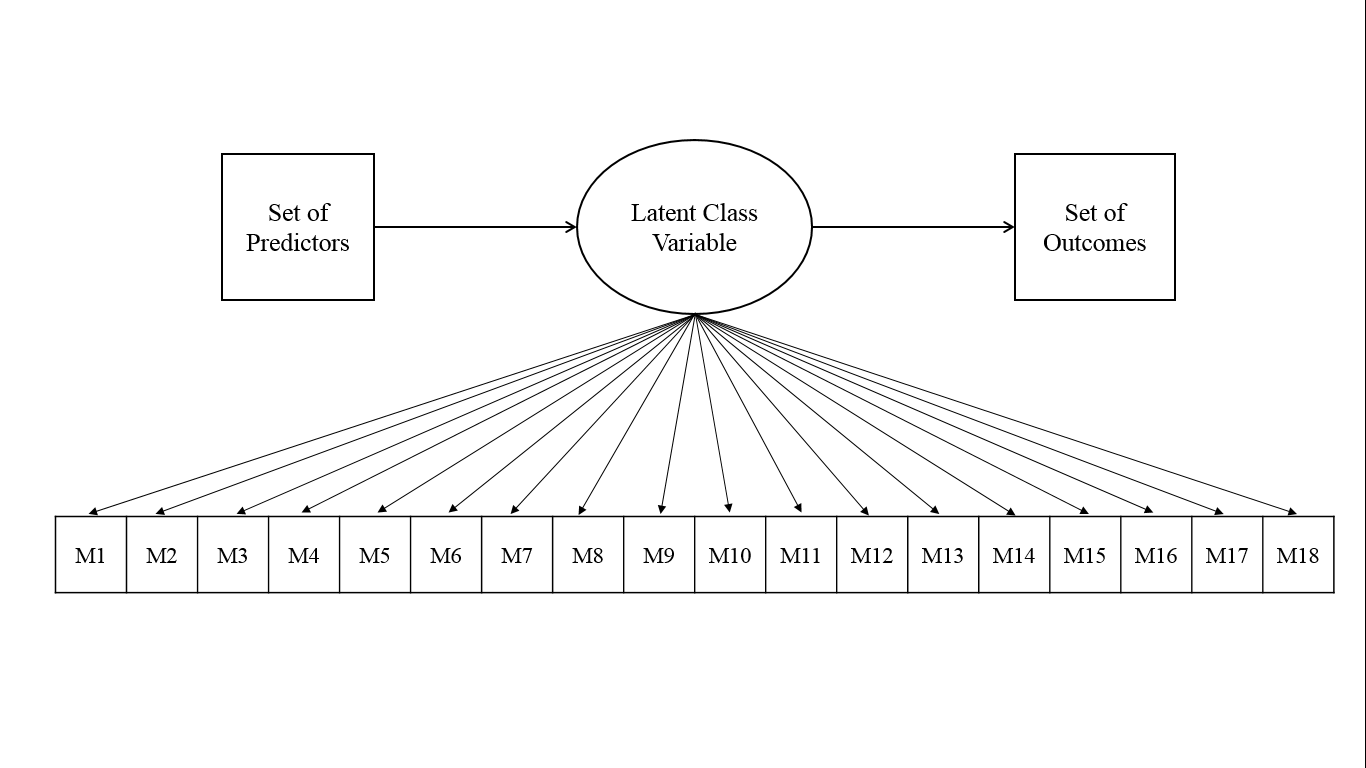 Set of
Predictors
Latent Class
Variable
Set of
Outcomes
M1 M2 M3 M4 M5 M6 M7 M8 M9 M10 M11 M12 M13 M14 M15 M16 M17 M18